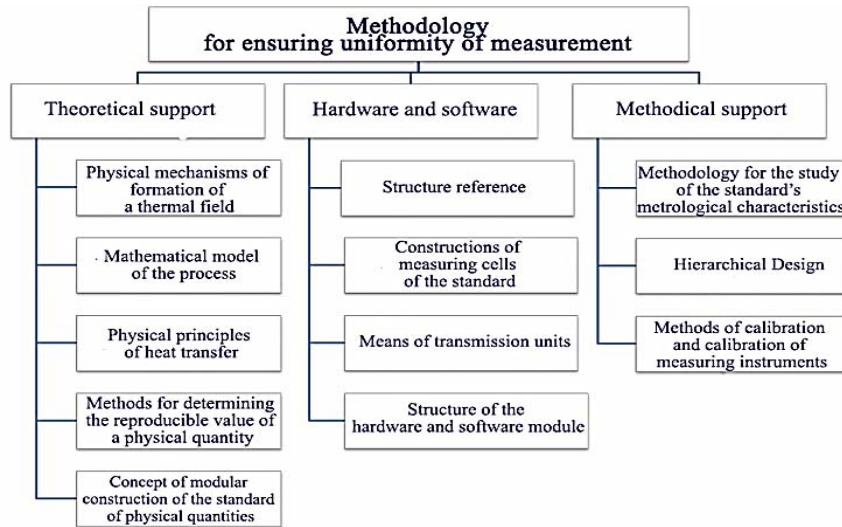 Methodology
for ensuring uniformity of measurement
Theoretical support
Physical mechanisms of
formation of
a thermal field
Mathematical model
of the process
Physical principles
of heat transfer
Methods for determining
the reproducible value of
a physical quantity
Concept of modular
construction of the standard
of physical quantities
Hardware and software
Structure reference
Constructions of
measuring cells
of the standard
Means of transmission units
Structure of the
hardware and software module
Methodical support
Methodology for the study
of the standard's
metrological characteristics
Hierarchical Design
Methods of calibration
and calibration of
measuring instruments